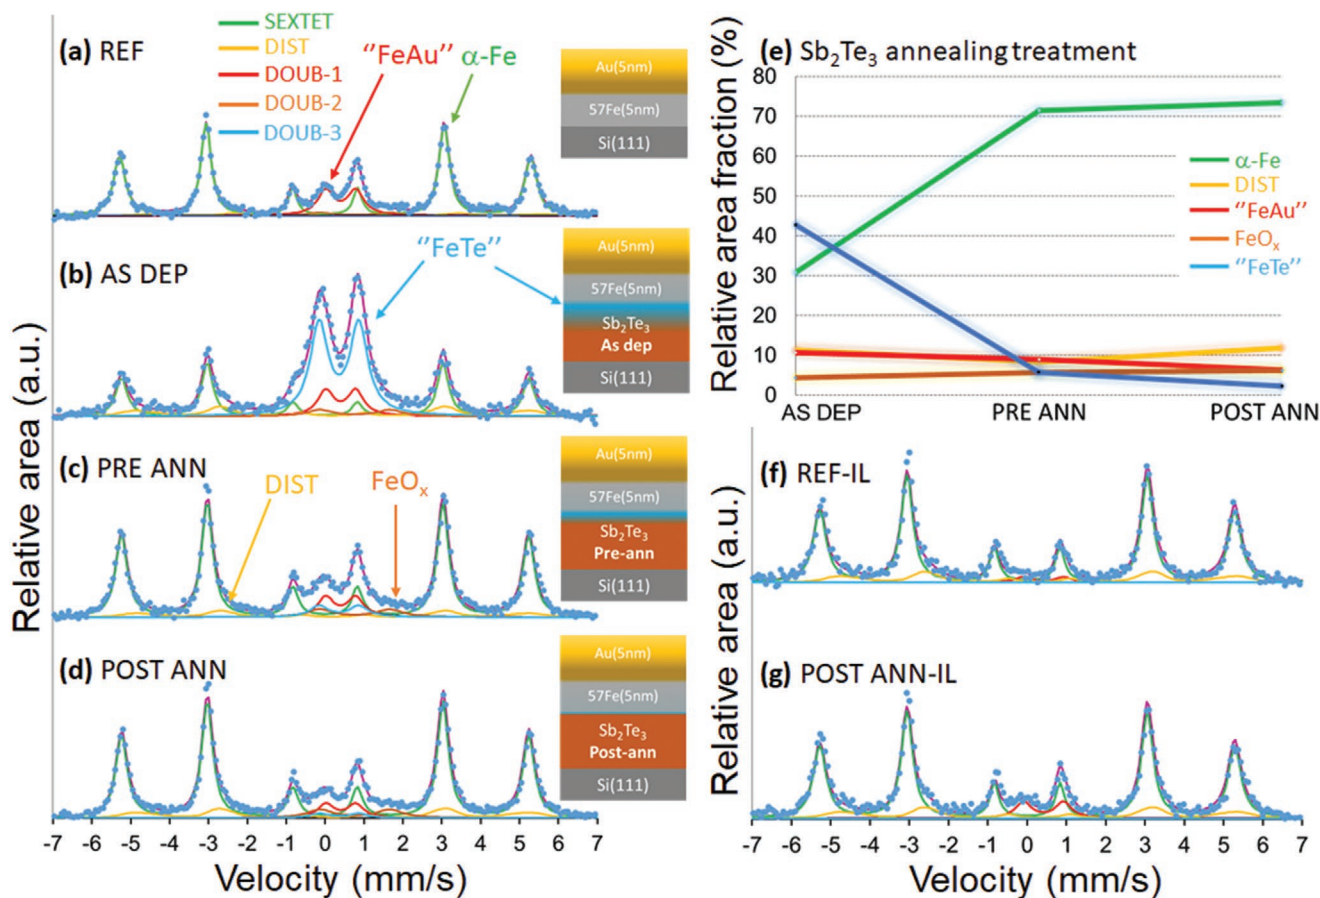 (a) REF
SEXTET
DIST
DOUB-1
DOUB-2
DOUB-3
"FeAu" α-Fe
Au(5nm)
57Fe(5nm)
Si(111)
(b) AS DEP
"FeTe"
Au(5nm)
57Fe(5nm)
Sb₂Te₃
As dep
Si(111)
(c) PRE ANN
DIST
FeOₓ
Au(5nm)
57Fe(5nm)
Sb₂Te₃
Pre-ann
Si(111)
(d) POST ANN
Au(5nm)
57Fe(5nm)
Sb₂Te₃
Post-ann
Si(111)
Relative area (a.u.)
-7 -6 -5 -4 -3 -2 -1 0 1 2 3 4 5 6 7
Velocity (mm/s)
(e) Sb₂Te₃ annealing treatment
Relative area fraction (%)
80
70
60
50
40
30
20
10
0
α-Fe
DIST
"FeAu"
FeOₓ
"FeTe"
AS DEP PRE ANN POST ANN
(f) REF-IL
(g) POST ANN-IL
Relative area (a.u.)
-7 -6 -5 -4 -3 -2 -1 0 1 2 3 4 5 6 7
Velocity (mm/s)